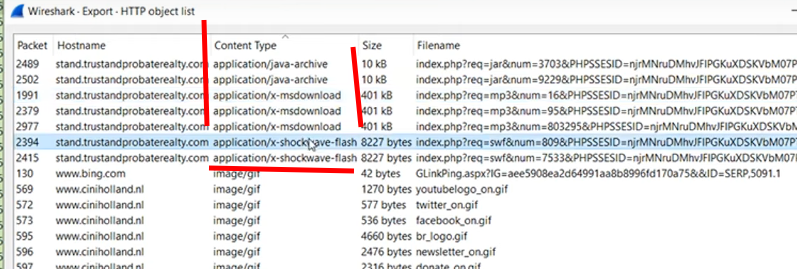 Wireshark · Export · HTTP object list
Packet Hostname Content Type Size Filename
2489 stand.trustandprobaterealty.com application/java-archive 10 kB index.php?req=jar&num=3703&PHPSSESID=njrMNruDMhvJFIPGKuXDSKVbM07P
2502 stand.trustandprobaterealty.com application/java-archive 10 kB index.php?req=jar&num=9229&PHPSSESID=njrMNruDMhvJFIPGKuXDSKVbM07P
1991 stand.trustandprobaterealty.com application/x-msdownload 401 kB index.php?req=mp3&num=16&PHPSSESID=njrMNruDMhvJFIPGKuXDSKVbM07PT
2379 stand.trustandprobaterealty.com application/x-msdownload 401 kB index.php?req=mp3&num=95&PHPSSESID=njrMNruDMhvJFIPGKuXDSKVbM07PT
2977 stand.trustandprobaterealty.com application/x-msdownload 401 kB index.php?req=mp3&num=803295&PHPSSESID=njrMNruDMhvJFIPGKuXDSKVbM
2394 stand.trustandprobaterealty.com application/x-shockwave-flash 8227 bytes index.php?req=swf&num=809&PHPSSESID=njrMNruDMhvJFIPGKuXDSKVbM07P
2415 stand.trustandprobaterealty.com application/x-shockwave-flash 8227 bytes index.php?req=swf&num=7533&PHPSSESID=njrMNruDMhvJFIPGKuXDSKVbM07
130 www.bing.com image/gif 42 bytes GLinkPing.aspx?IG=aee5908ea2d64991aa8b8996fd170a75&&ID=SERP,5091.1
569 www.ciniholland.nl image/gif 1270 bytes youtubelogo_on.gif
572 www.ciniholland.nl image/gif 577 bytes twitter_on.gif
573 www.ciniholland.nl image/gif 536 bytes facebook_on.gif
595 www.ciniholland.nl image/gif 4660 bytes br_logo.gif
596 www.ciniholland.nl image/gif 2476 bytes newsletter_on.gif
597 www.ciniholland.nl image/gif 2316 bytes donate_on.gif